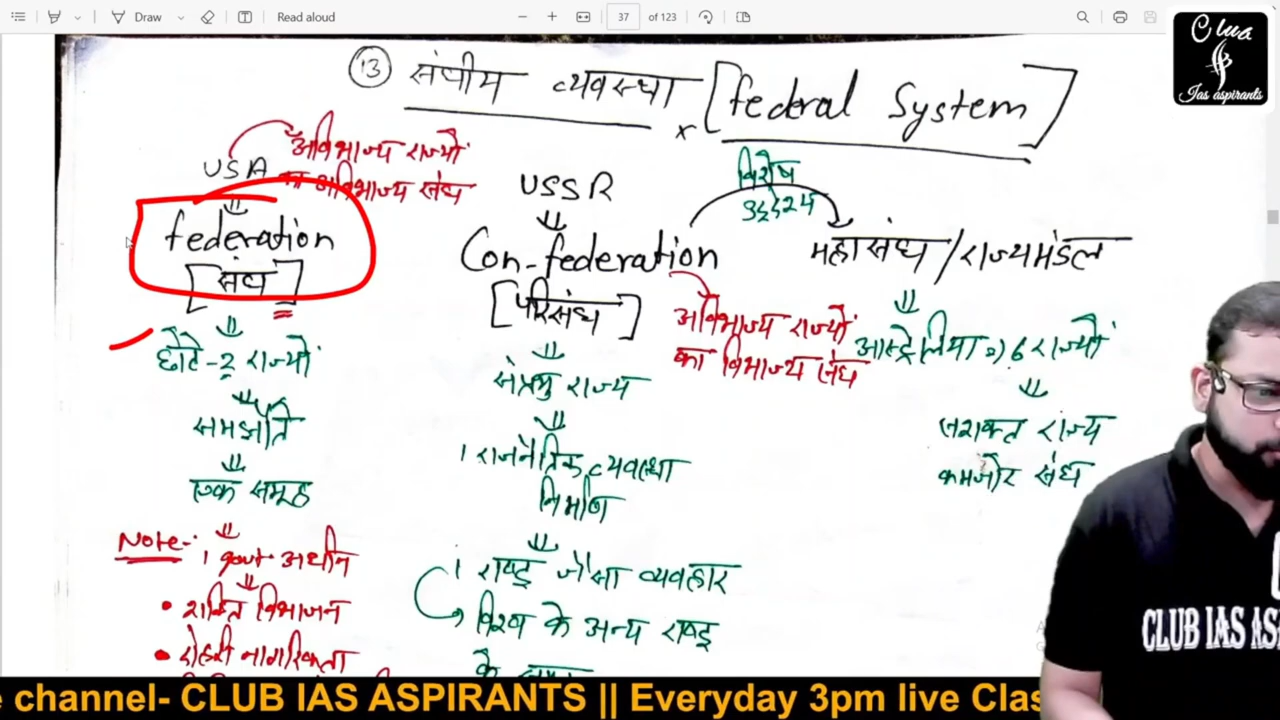 Draw
Read aloud
37 of 123
Club
Ias aspirants
13 संघीय व्यवस्था [federal System]
USA
अविभाज्य राज्यों
का अविभाज्य संघ
federation
[संघ]
छोटे-2 राज्यों
समझौते
एक समूह
Note:- 1 govt अधीन
• शक्ति विभाजन
• दोहरी नागरिकता
USSR
Con-federation
[परिसंघ]
अविभाज्य राज्यों
का विभाज्य संघ
संप्रभु राज्य
1 राजनैतिक व्यवस्था
निर्माण
1 राष्ट्र जैसा व्यवहार
विश्व के अन्य राष्ट्र
विशेष
उद्देश्य
महासंघ/राज्यमंडल
आस्ट्रेलिया => 6 राज्यों
सशक्त राज्य
कमजोर संघ
CLUB IAS AS
e channel- CLUB IAS ASPIRANTS || Everyday 3pm live Clas